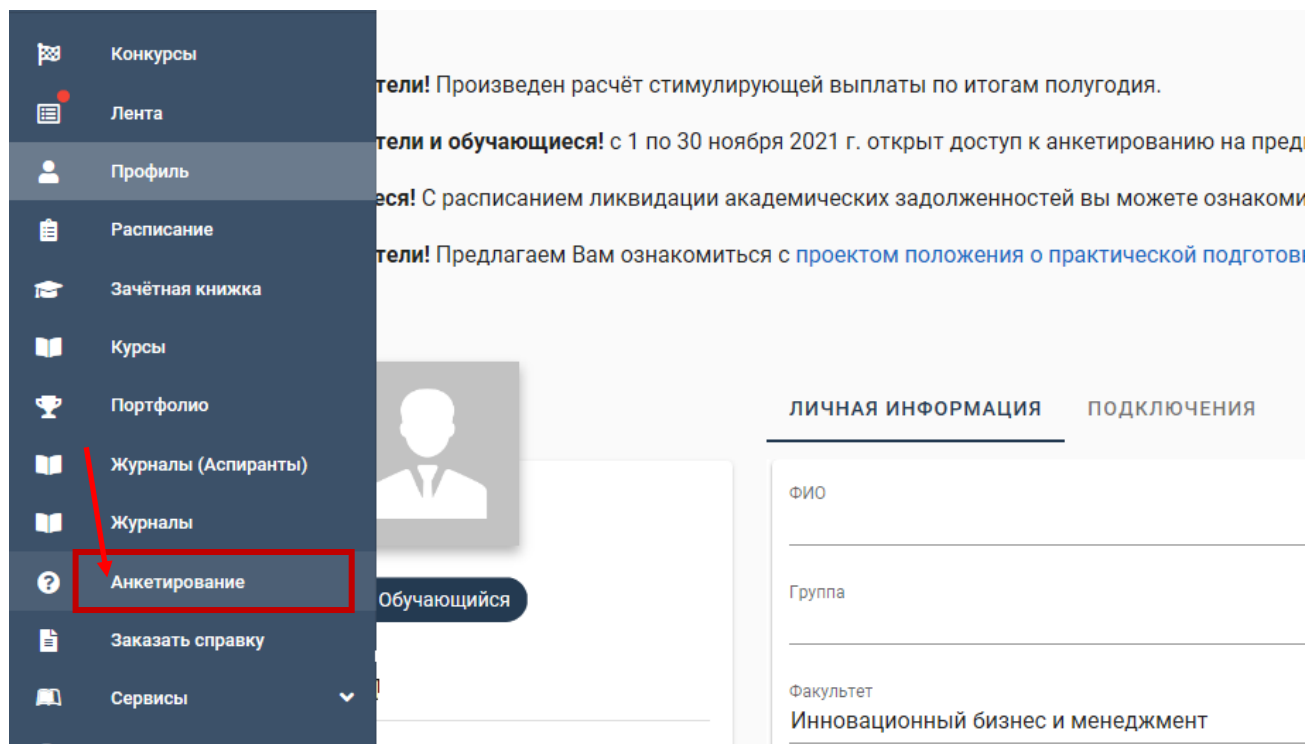 Конкурсы
Лента
Профиль
Расписание
Зачётная книжка
Курсы
Портфолио
Журналы (Аспиранты)
Журналы
Анкетирование
Заказать справку
Сервисы
тели! Произведен расчёт стимулирующей выплаты по итогам полугодия.
тели и обучающиеся! с 1 по 30 ноября 2021 г. открыт доступ к анкетированию на пред
еся! С расписанием ликвидации академических задолженностей вы можете ознакоми
тели! Предлагаем Вам ознакомиться с проектом положения о практической подготов
Обучающийся
ЛИЧНАЯ ИНФОРМАЦИЯ ПОДКЛЮЧЕНИЯ
ФИО
Группа
Факультет
Инновационный бизнес и менеджмент